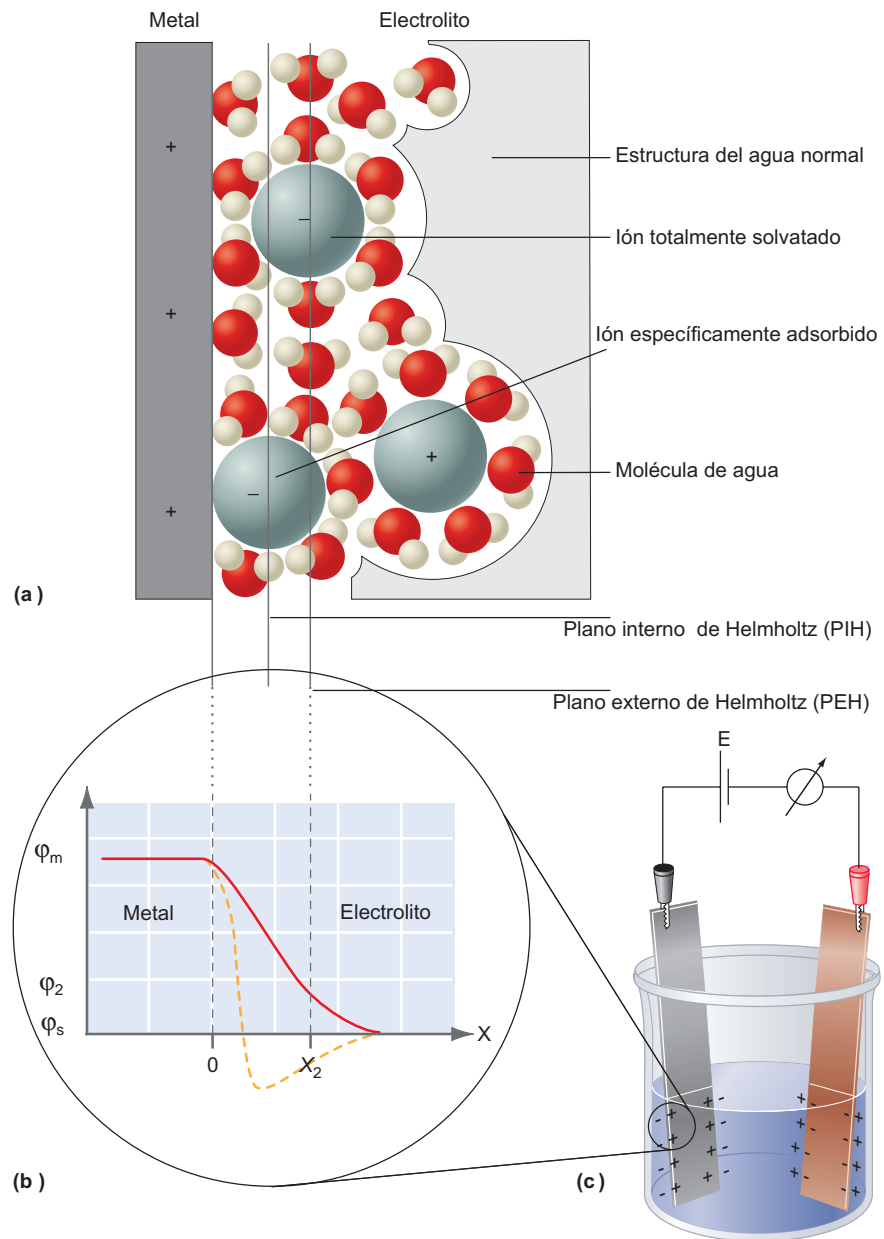 Metal
Electrolito
+
Estructura del agua normal
–
Ión totalmente solvatado
+
Ión específicamente adsorbido
+
Molécula de agua
–
+
(a)
Plano interno de Helmholtz (PIH)
Plano externo de Helmholtz (PEH)
E
φm
Metal
Electrolito
φ2
φs
X
0
X2
+ -
+ -
+ -
+ -
+ -
+ -
+ -
+ -
(b)
(c)